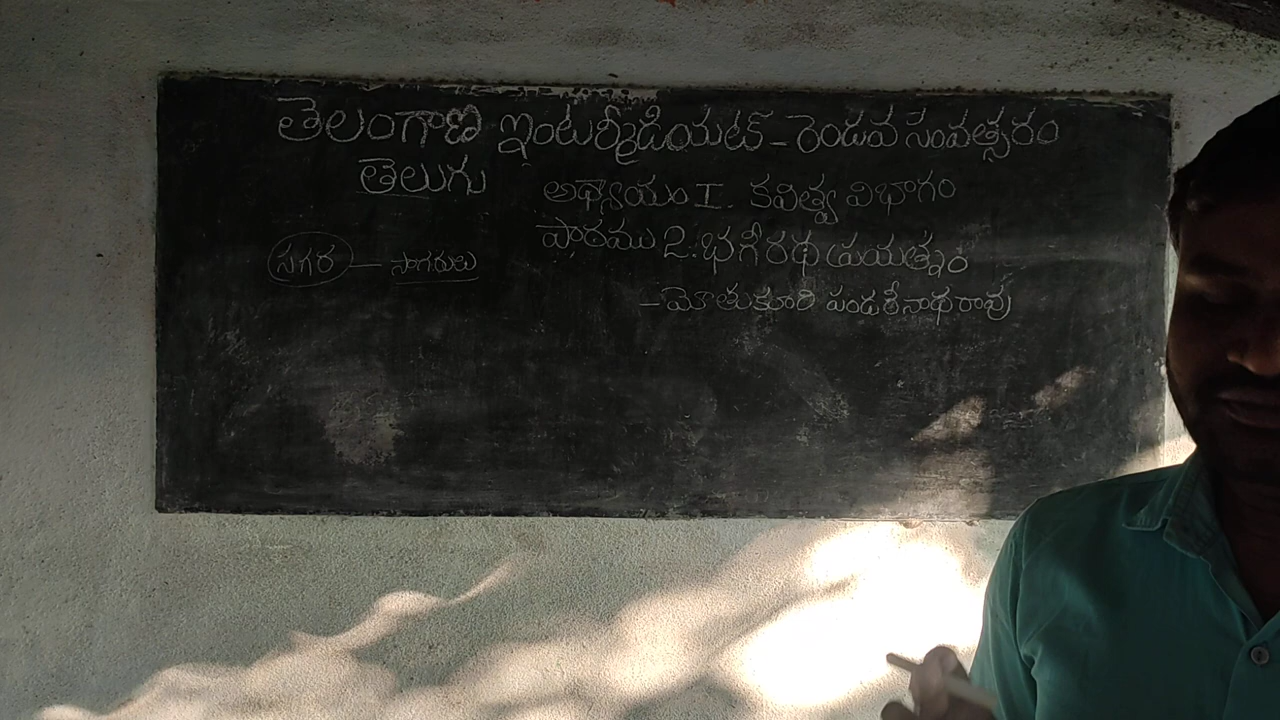 తెలంగాణ ఇంటర్మీడియట్ - రెండవ సంవత్సరం
తెలుగు
అధ్యాయం I. కవిత్వ విభాగం
పాఠము 2: భగీరథ ప్రయత్నం
సగర — సాగరులు
- మోతుకూరి పండరీనాథరావు